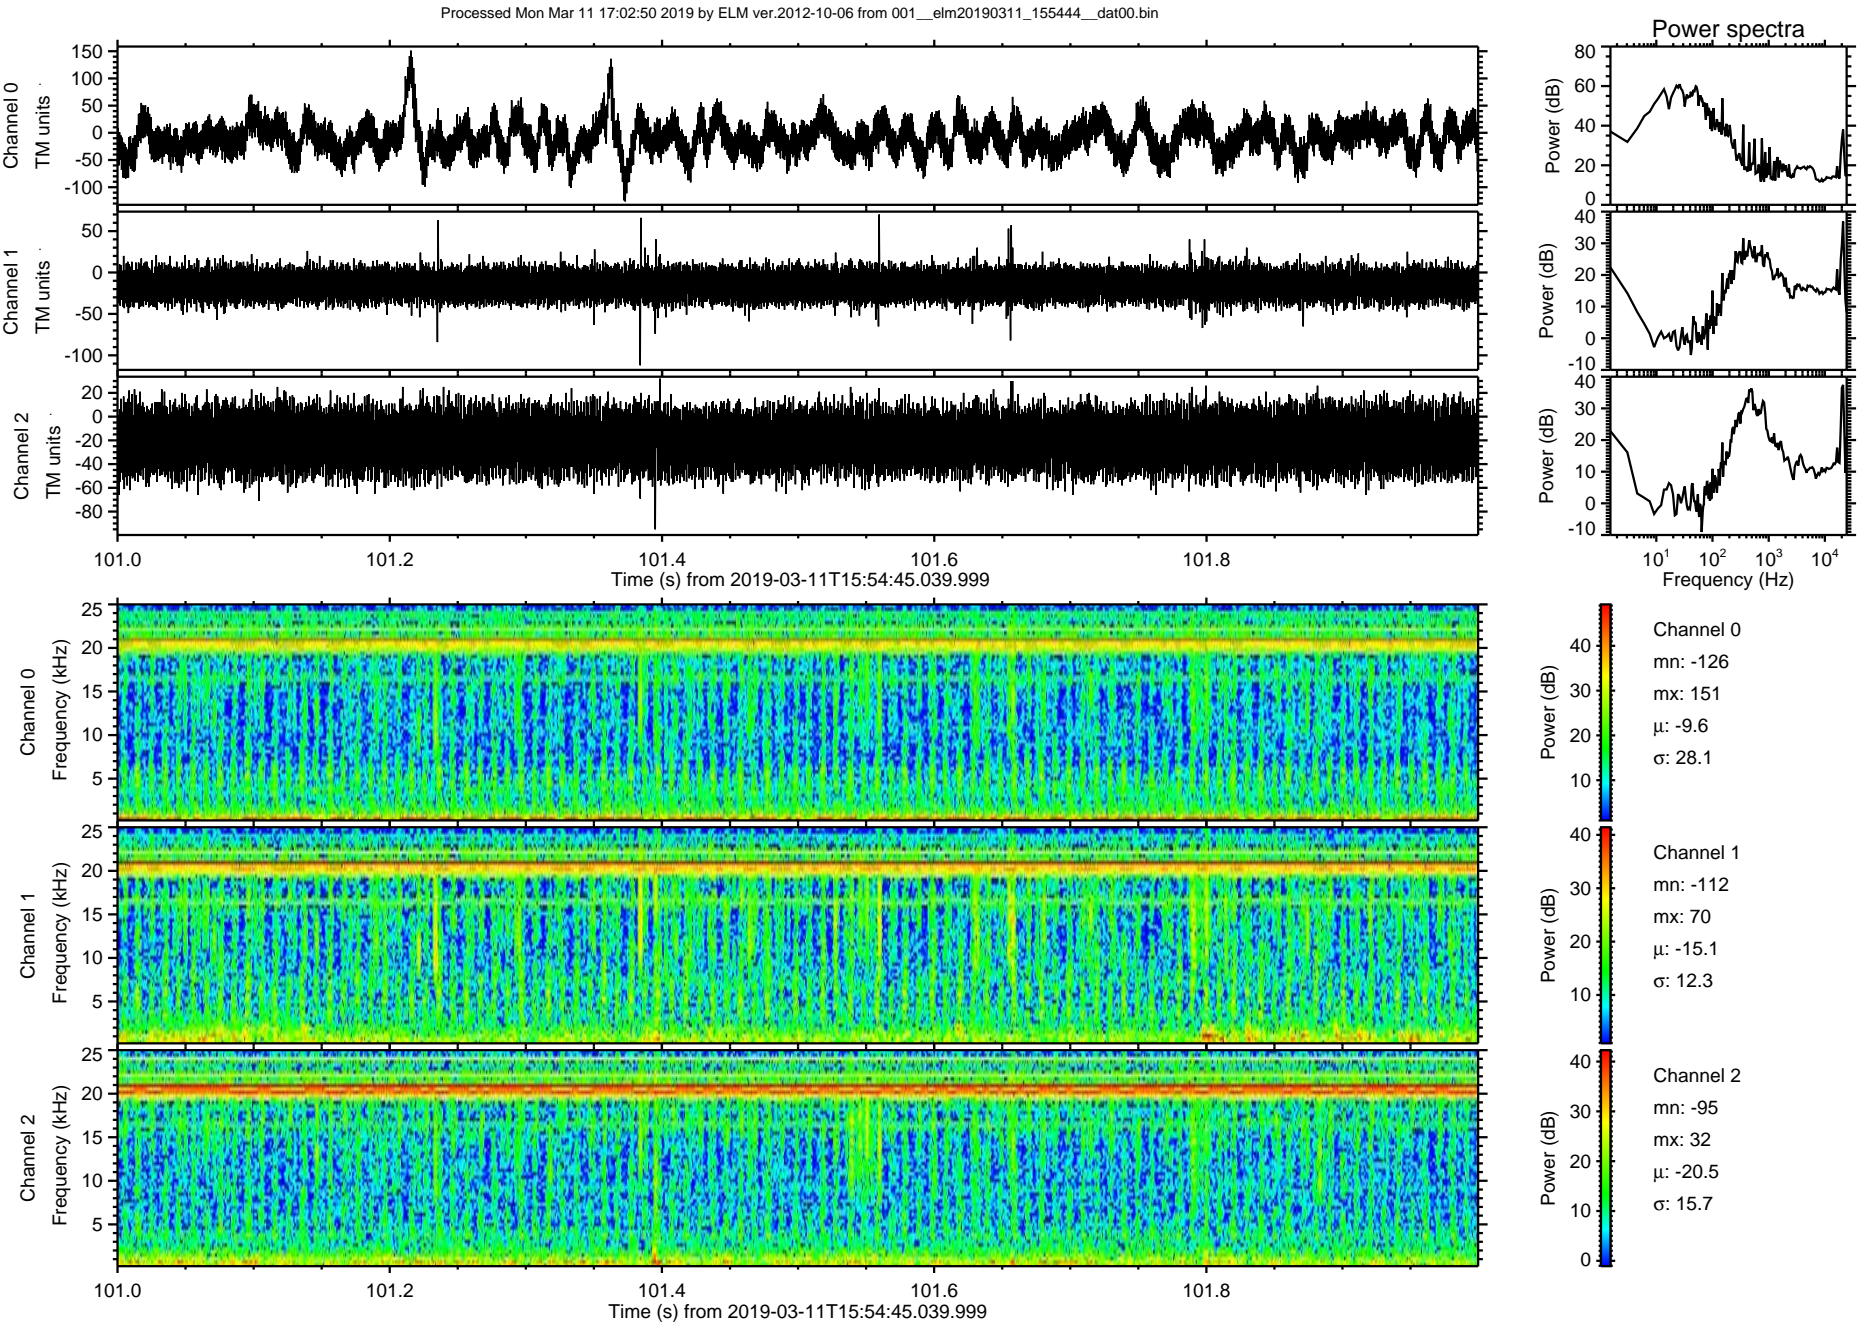 Processed Mon Mar 11 17:02:50 2019 by ELM ver.2012-10-06 from 001__elm20190311_155444__dat00.bin
Power spectra
Channel 0
TM units
150
100
50
0
-50
-100
Power (dB)
80
60
40
20
0
Channel 1
TM units
50
0
-50
-100
Power (dB)
40
30
20
10
0
-10
Channel 2
TM units
20
0
-20
-40
-60
-80
Power (dB)
40
30
20
10
0
-10
101.0 101.2 101.4 101.6 101.8
Time (s) from 2019-03-11T15:54:45.039.999
10¹ 10² 10³ 10⁴
Frequency (Hz)
Channel 0
Frequency (kHz)
25
20
15
10
5
Power (dB)
40
30
20
10
Channel 0
mn: -126
mx: 151
μ: -9.6
σ: 28.1
Channel 1
Frequency (kHz)
25
20
15
10
5
Power (dB)
40
30
20
10
Channel 1
mn: -112
mx: 70
μ: -15.1
σ: 12.3
Channel 2
Frequency (kHz)
25
20
15
10
5
Power (dB)
40
30
20
10
0
Channel 2
mn: -95
mx: 32
μ: -20.5
σ: 15.7
101.0 101.2 101.4 101.6 101.8
Time (s) from 2019-03-11T15:54:45.039.999